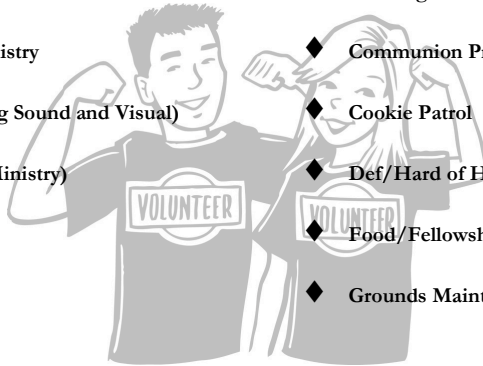 istry
g Sound and Visual)
inistry)
VOLUNTEER
VOLUNTEER
♦ Communion Pr
♦ Cookie Patrol
♦ Def/Hard of H
♦ Food/Fellowsh
♦ Grounds Maint